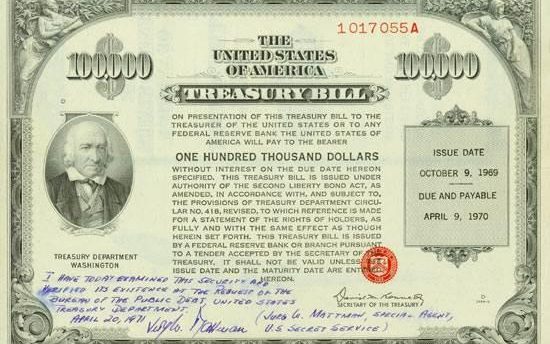 1017055A
THE
UNITED STATES
OF AMERICA
100,000
100,000
TREASURY BILL
ON PRESENTATION OF THIS TREASURY BILL TO THE
TREASURER OF THE UNITED STATES OR TO ANY
FEDERAL RESERVE BANK THE UNITED STATES OF
AMERICA WILL PAY TO THE BEARER
ONE HUNDRED THOUSAND DOLLARS
WITHOUT INTEREST ON THE DUE DATE HEREON
SPECIFIED. THIS TREASURY BILL IS ISSUED UNDER
AUTHORITY OF THE SECOND LIBERTY BOND ACT, AS
AMENDED, IN ACCORDANCE WITH, AND SUBJECT TO,
THE PROVISIONS OF TREASURY DEPARTMENT CIRCU-
LAR NO. 418, REVISED, TO WHICH REFERENCE IS MADE
FOR A STATEMENT OF THE RIGHTS OF HOLDERS, AS
FULLY AND WITH THE SAME EFFECT AS THOUGH
HEREIN SET FORTH. THIS TREASURY BILL IS ISSUED
BY A FEDERAL RESERVE BANK OR BRANCH PURSUANT
TO A TENDER ACCEPTED BY THE SECRETARY OF THE
TREASURY. IT SHALL NOT BE VALID UNLESS THE
ISSUE DATE AND THE MATURITY DATE ARE ENTERED
HEREON.
ISSUE DATE
OCTOBER 9, 1969
DUE AND PAYABLE
APRIL 9, 1970
D
TREASURY DEPARTMENT
WASHINGTON
SECRETARY OF THE TREASURY
D
I HAVE TODAY EXAMINED THIS SECURITY AND
VERIFIED ITS EXISTENCE AT THE REQUEST OF THE
BUREAU OF THE PUBLIC DEBT, UNITED STATES
TREASURY DEPARTMENT.
APRIL 20, 1971
(JURG W. MATTMAN, SPECIAL AGENT,
U.S. SECRET SERVICE)